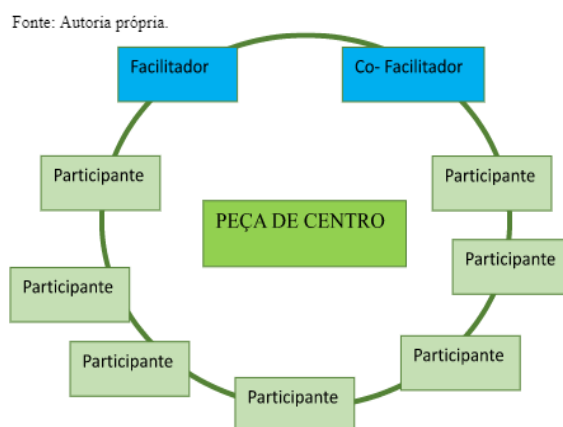 Fonte: Autoria própria.
Facilitador
Co- Facilitador
Participante
Participante
PEÇA DE CENTRO
Participante
Participante
Participante
Participante
Participante